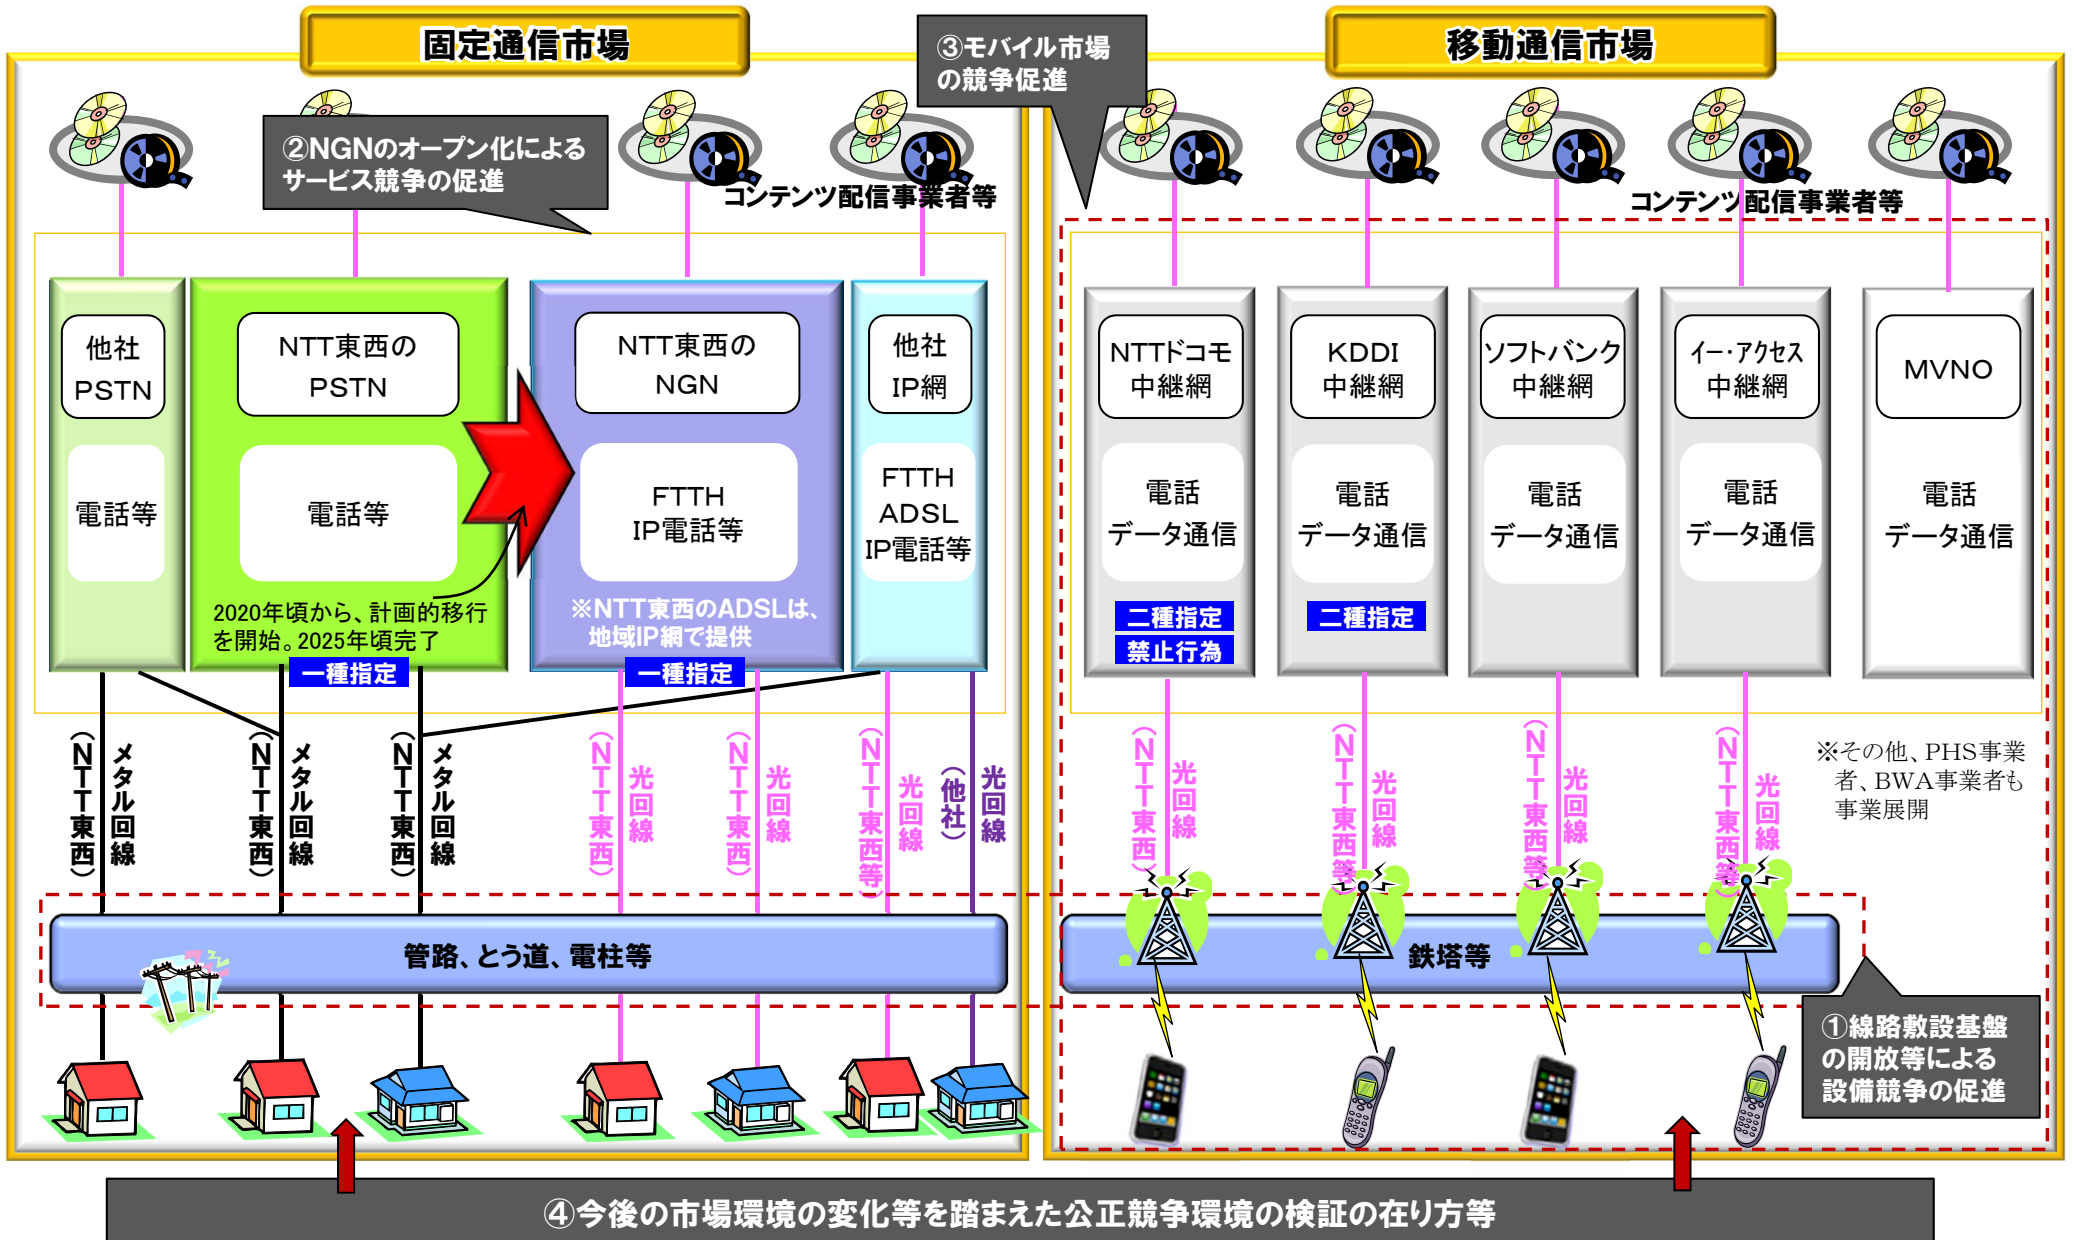 固定通信市場
③モバイル市場
の競争促進
移動通信市場
②NGNのオープン化による
サービス競争の促進
コンテンツ配信事業者等
コンテンツ配信事業者等
他社
PSTN
電話等
NTT東西の
PSTN
電話等
2020年頃から、計画的移行
を開始。2025年頃完了
一種指定
NTT東西の
NGN
FTTH
IP電話等
※NTT東西のADSLは、
地域IP網で提供
一種指定
他社
IP網
FTTH
ADSL
IP電話等
NTTドコモ
中継網
電話
データ通信
二種指定
禁止行為
KDDI
中継網
電話
データ通信
二種指定
ソフトバンク
中継網
電話
データ通信
イー・アクセス
中継網
電話
データ通信
MVNO
電話
データ通信
メタル回線
(NTT東西)
メタル回線
(NTT東西)
メタル回線
(NTT東西)
光回線
(NTT東西)
光回線
(NTT東西)
光回線
(NTT東西等)
光回線
(他社)
光回線
(NTT東西)
光回線
(NTT東西等)
光回線
(NTT東西等)
光回線
(NTT東西等)
※その他、PHS事業
者、BWA事業者も
事業展開
管路、とう道、電柱等
鉄塔等
①線路敷設基盤
の開放等による
設備競争の促進
④今後の市場環境の変化等を踏まえた公正競争環境の検証の在り方等